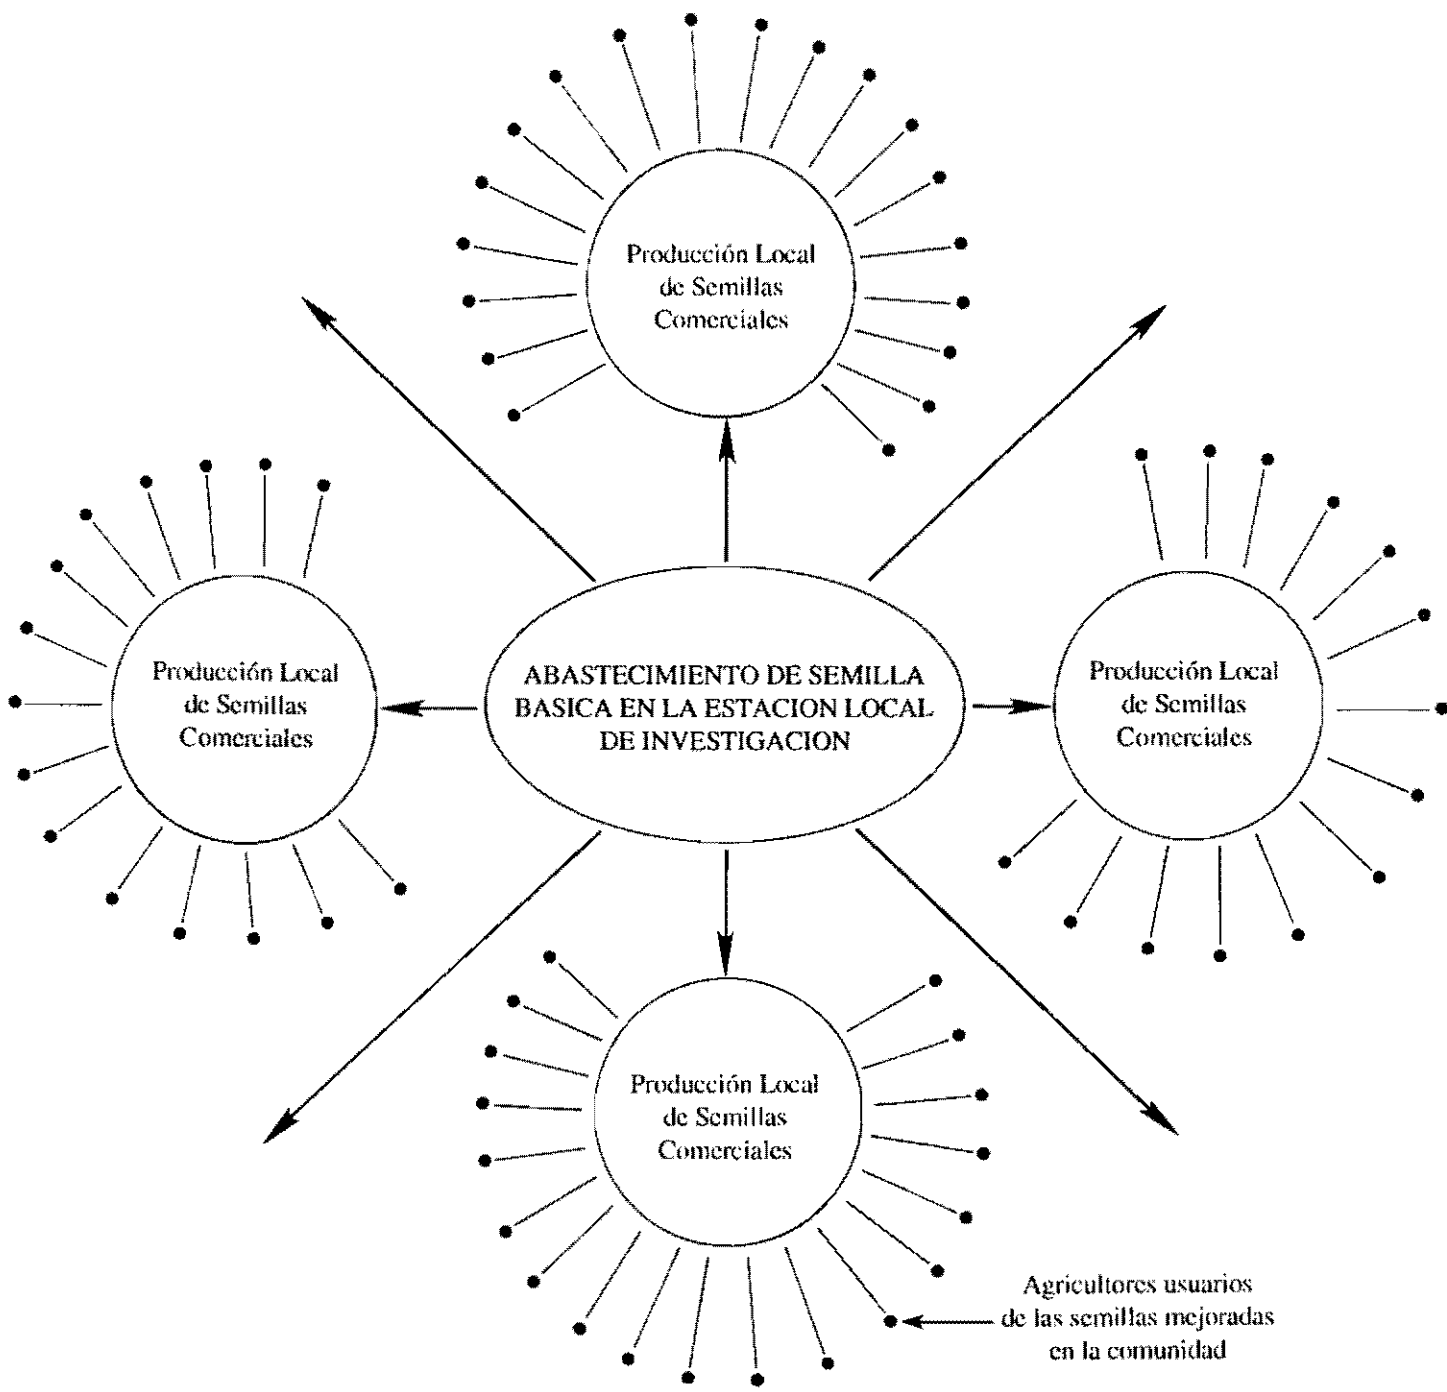 Producción Local
de Semillas
Comerciales
Producción Local
de Semillas
Comerciales
ABASTECIMIENTO DE SEMILLA
BASICA EN LA ESTACION LOCAL
DE INVESTIGACION
Producción Local
de Semillas
Comerciales
Producción Local
de Semillas
Comerciales
Agricultores usuarios
de las semillas mejoradas
en la comunidad